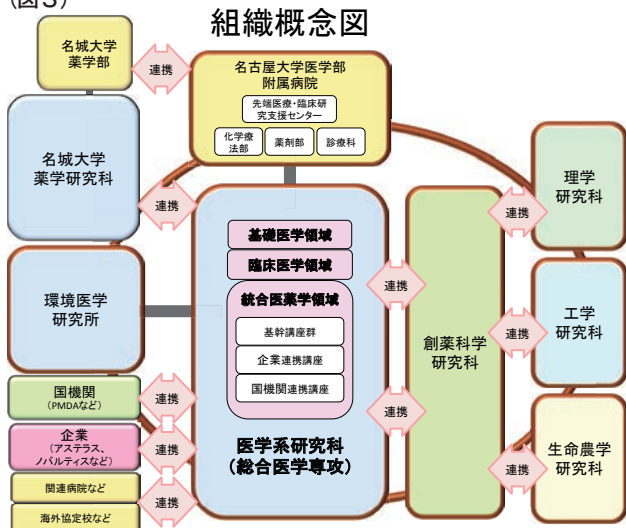 (図3)
組織概念図
名城大学
薬学部
連携
名古屋大学医学部
附属病院
先端医療・臨床研
究支援センター
化学療
法部
薬剤部
診療科
名城大学
薬学研究科
連携
環境医学
研究所
基礎医学領域
臨床医学領域
統合医薬学領域
基幹講座群
企業連携講座
国機関連携講座
医学系研究科
(総合医学専攻)
連携
連携
創薬科学
研究科
連携
理学
研究科
連携
工学
研究科
連携
生命農学
研究科
国機関
(PMDAなど)
連携
企業
(アステラス、
ノバルティスなど)
連携
関連病院など
連携
海外協定校など